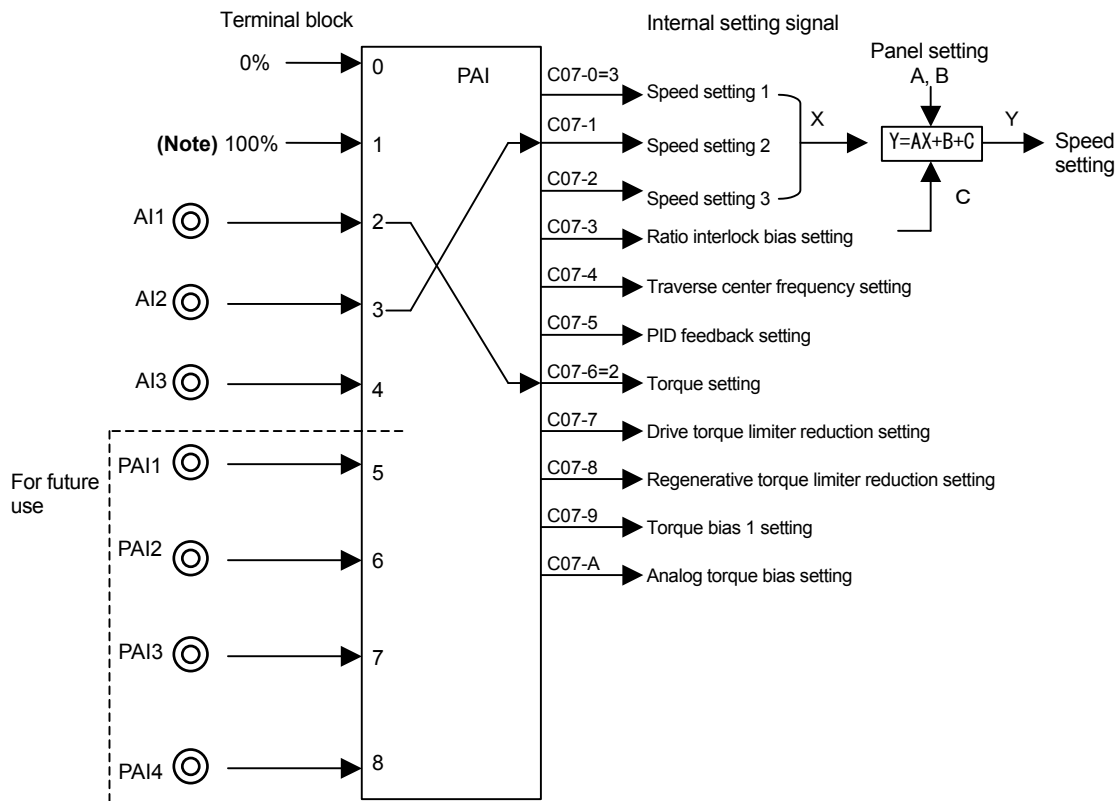 Terminal block
Internal setting signal
0%
0
PAI
C07-0=3
Speed setting 1
Panel setting
A, B
(Note) 100%
1
C07-1
Speed setting 2
X
Y=AX+B+C
Y
Speed
setting
AI1
2
C07-2
Speed setting 3
C
C07-3
Ratio interlock bias setting
AI2
3
C07-4
Traverse center frequency setting
C07-5
PID feedback setting
AI3
4
C07-6=2
Torque setting
C07-7
Drive torque limiter reduction setting
For future
use
PAI1
5
C07-8
Regenerative torque limiter reduction setting
C07-9
Torque bias 1 setting
PAI2
6
C07-A
Analog torque bias setting
PAI3
7
PAI4
8